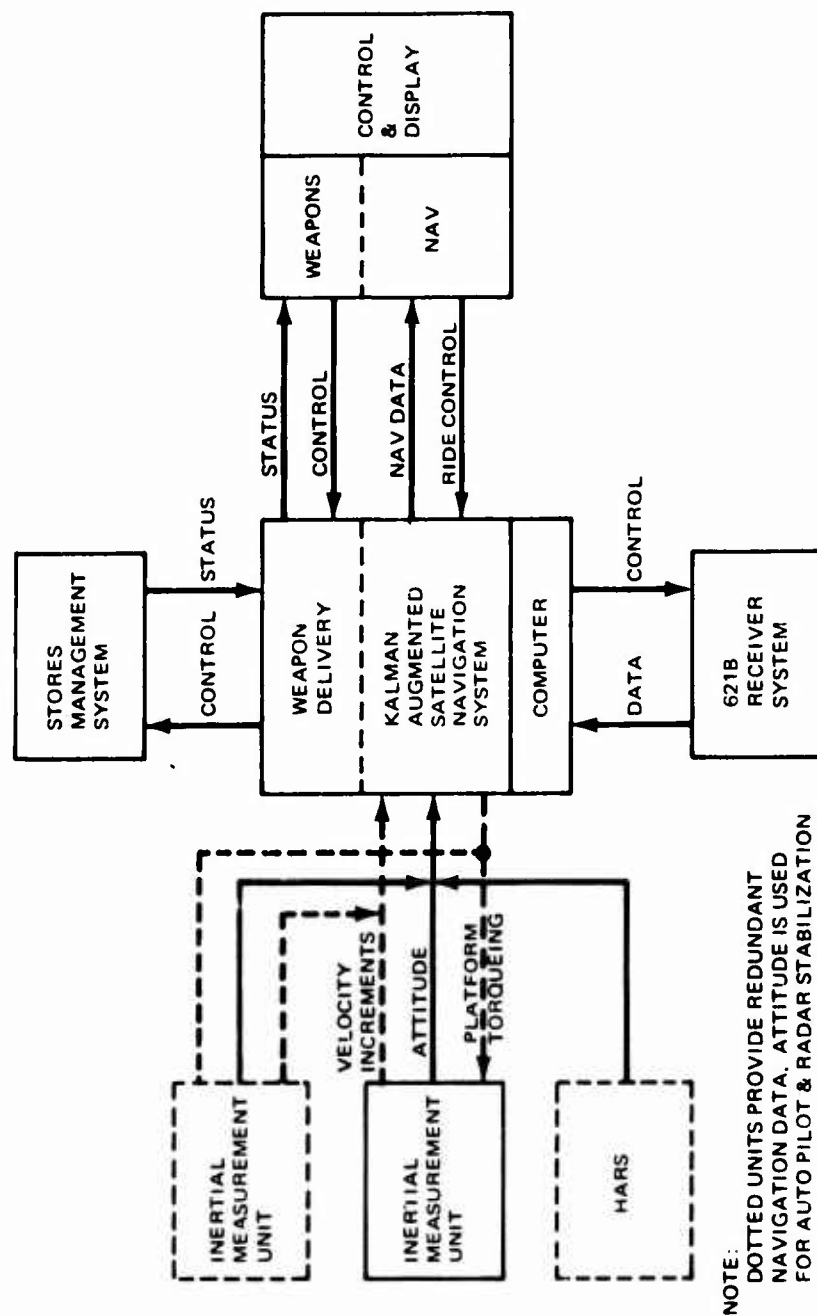 STORES
MANAGEMENT
SYSTEM
CONTROL
STATUS
INERTIAL
MEASUREMENT
UNIT
VELOCITY
INCREMENTS
INERTIAL
MEASUREMENT
UNIT
ATTITUDE
PLATFORM
TORQUEING
HARS
WEAPON
DELIVERY
KALMAN
AUGMENTED
SATELLITE
NAVIGATION
SYSTEM
COMPUTER
STATUS
CONTROL
NAV DATA
RIDE CONTROL
WEAPONS
NAV
CONTROL
&
DISPLAY
DATA
CONTROL
621B
RECEIVER
SYSTEM
NOTE:
DOTTED UNITS PROVIDE REDUNDANT
NAVIGATION DATA. ATTITUDE IS USED
FOR AUTO PILOT & RADAR STABILIZATION